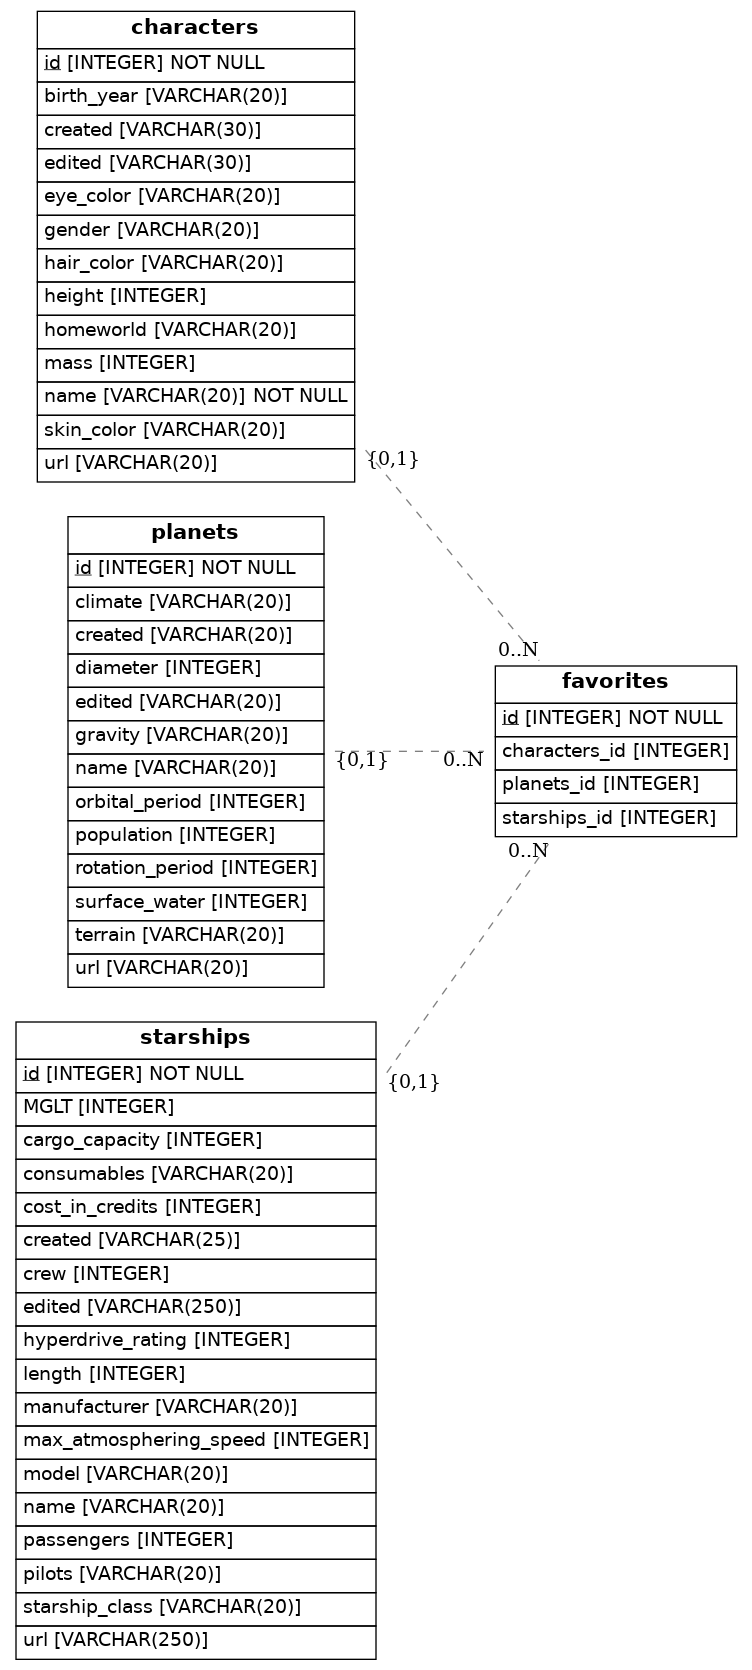 characters
id [INTEGER] NOT NULL
birth_year [VARCHAR(20)]
created [VARCHAR(30)]
edited [VARCHAR(30)]
eye_color [VARCHAR(20)]
gender [VARCHAR(20)]
hair_color [VARCHAR(20)]
height [INTEGER]
homeworld [VARCHAR(20)]
mass [INTEGER]
name [VARCHAR(20)] NOT NULL
skin_color [VARCHAR(20)]
url [VARCHAR(20)]
{0,1}
planets
id [INTEGER] NOT NULL
climate [VARCHAR(20)]
created [VARCHAR(20)]
diameter [INTEGER]
edited [VARCHAR(20)]
gravity [VARCHAR(20)]
name [VARCHAR(20)]
orbital_period [INTEGER]
population [INTEGER]
rotation_period [INTEGER]
surface_water [INTEGER]
terrain [VARCHAR(20)]
url [VARCHAR(20)]
{0,1}
0..N
0..N
favorites
id [INTEGER] NOT NULL
characters_id [INTEGER]
planets_id [INTEGER]
starships_id [INTEGER]
0..N
starships
id [INTEGER] NOT NULL
MGLT [INTEGER]
cargo_capacity [INTEGER]
consumables [VARCHAR(20)]
cost_in_credits [INTEGER]
created [VARCHAR(25)]
crew [INTEGER]
edited [VARCHAR(250)]
hyperdrive_rating [INTEGER]
length [INTEGER]
manufacturer [VARCHAR(20)]
max_atmosphering_speed [INTEGER]
model [VARCHAR(20)]
name [VARCHAR(20)]
passengers [INTEGER]
pilots [VARCHAR(20)]
starship_class [VARCHAR(20)]
url [VARCHAR(250)]
{0,1}